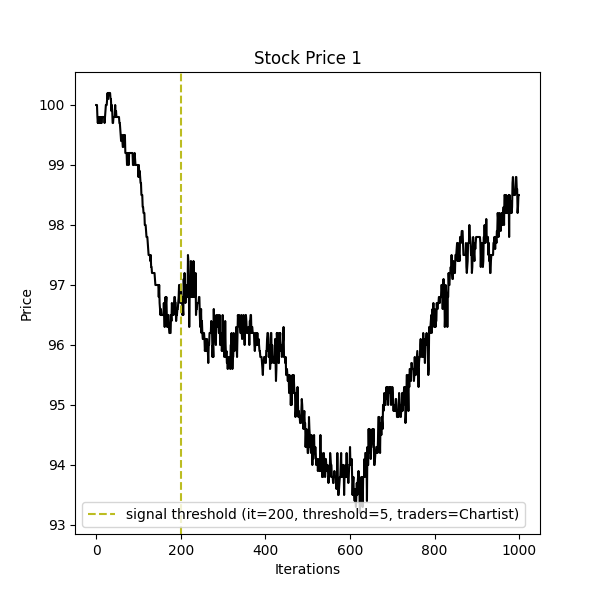 Stock Price 1
Price
100
99
98
97
96
95
94
93
signal threshold (it=200, threshold=5, traders=Chartist)
0 200 400 600 800 1000
Iterations